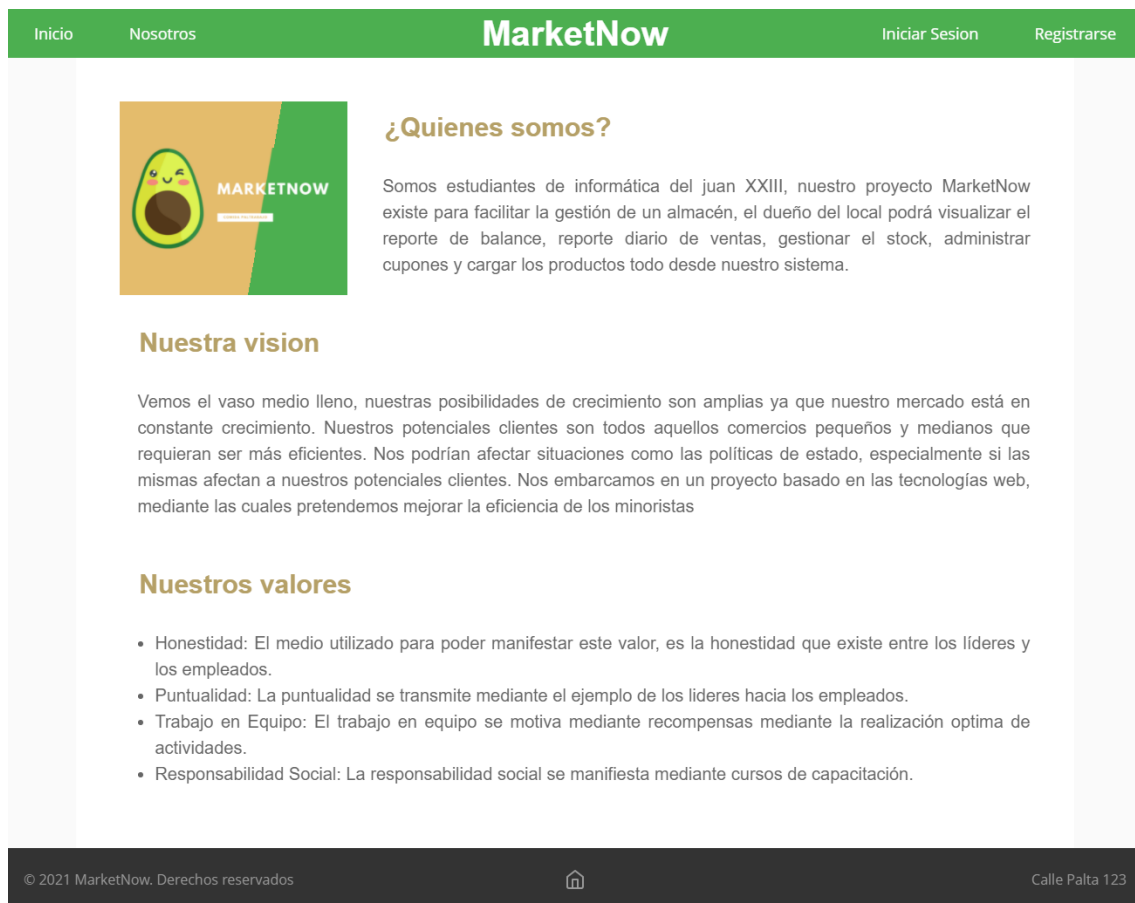 Inicio
Nosotros
MarketNow
Iniciar Sesion
Registrarse
MARKETNOW
¿Quienes somos?
Somos estudiantes de informática del juan XXIII, nuestro proyecto MarketNow
existe para facilitar la gestión de un almacén, el dueño del local podrá visualizar el
reporte de balance, reporte diario de ventas, gestionar el stock, administrar
cupones y cargar los productos todo desde nuestro sistema.
Nuestra vision
Vemos el vaso medio lleno, nuestras posibilidades de crecimiento son amplias ya que nuestro mercado está en
constante crecimiento. Nuestros potenciales clientes son todos aquellos comercios pequeños y medianos que
requieran ser más eficientes. Nos podrían afectar situaciones como las políticas de estado, especialmente si las
mismas afectan a nuestros potenciales clientes. Nos embarcamos en un proyecto basado en las tecnologías web,
mediante las cuales pretendemos mejorar la eficiencia de los minoristas
Nuestros valores
• Honestidad: El medio utilizado para poder manifestar este valor, es la honestidad que existe entre los líderes y
los empleados.
• Puntualidad: La puntualidad se transmite mediante el ejemplo de los lideres hacia los empleados.
• Trabajo en Equipo: El trabajo en equipo se motiva mediante recompensas mediante la realización optima de
actividades.
• Responsabilidad Social: La responsabilidad social se manifiesta mediante cursos de capacitación.
© 2021 MarketNow. Derechos reservados
Calle Palta 123